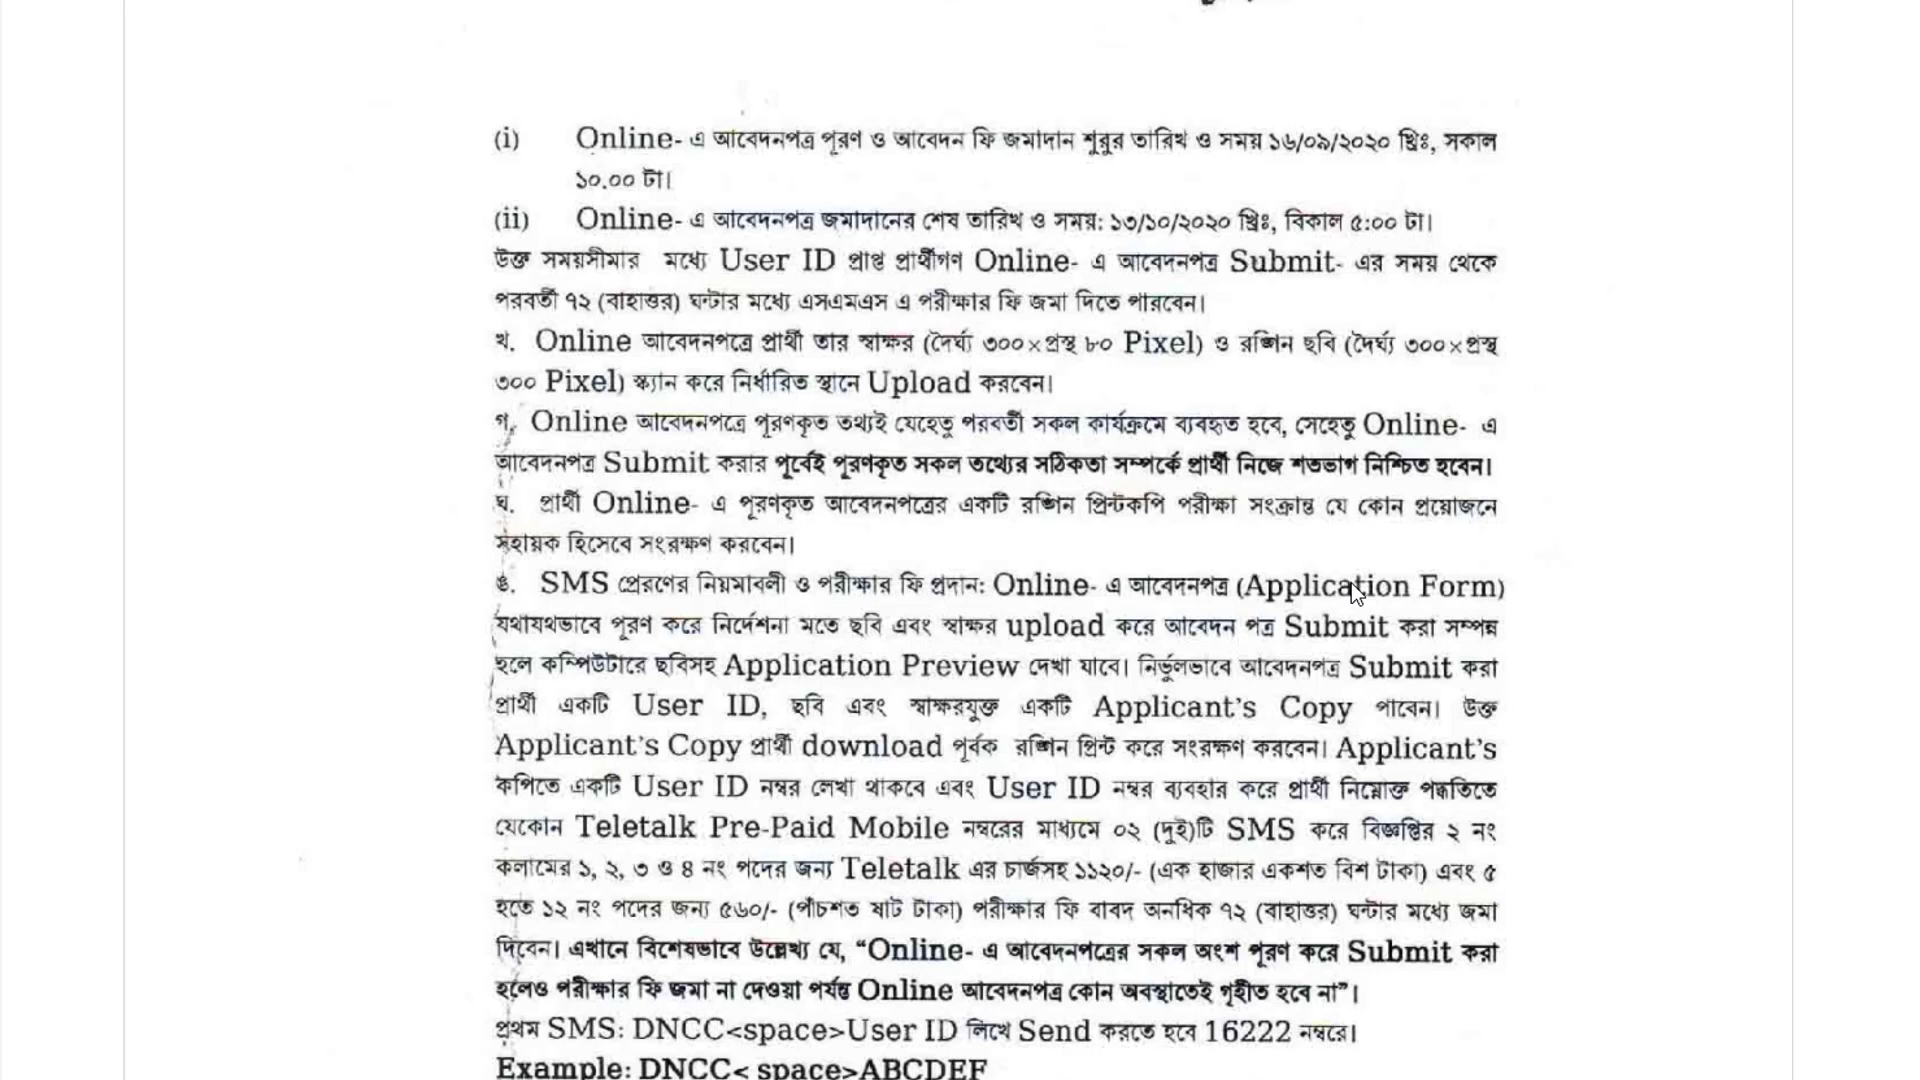 (i) Online- এ আবেদনপত্র পূরণ ও আবেদন ফি জমাদান শুরুর তারিখ ও সময় ১৬/০৯/২০২০ খ্রিঃ, সকাল
১০.০০ টা।
(ii) Online- এ আবেদনপত্র জমাদানের শেষ তারিখ ও সময়: ১৩/১০/২০২০ খ্রিঃ, বিকাল ৫:০০ টা।
উক্ত সময়সীমার মধ্যে User ID প্রাপ্ত প্রার্থীগণ Online- এ আবেদনপত্র Submit- এর সময় থেকে
পরবর্তী ৭২ (বাহাত্তর) ঘন্টার মধ্যে এসএমএস এ পরীক্ষার ফি জমা দিতে পারবেন।
খ. Online আবেদনপত্রে প্রার্থী তার স্বাক্ষর (দৈর্ঘ্য ৩০০×প্রস্থ ৮০ Pixel) ও রঙ্গিন ছবি (দৈর্ঘ্য ৩০০×প্রস্থ
৩০০ Pixel) স্ক্যান করে নির্ধারিত স্থানে Upload করবেন।
গ. Online আবেদনপত্রে পূরণকৃত তথ্যই যেহেতু পরবর্তী সকল কার্যক্রমে ব্যবহৃত হবে, সেহেতু Online- এ
আবেদনপত্র Submit করার পূর্বেই পূরণকৃত সকল তথ্যের সঠিকতা সম্পর্কে প্রার্থী নিজে শতভাগ নিশ্চিত হবেন।
ঘ. প্রার্থী Online- এ পূরণকৃত আবেদনপত্রের একটি রঙ্গিন প্রিন্টকপি পরীক্ষা সংক্রান্ত যে কোন প্রয়োজনে
সহায়ক হিসেবে সংরক্ষণ করবেন।
ঙ. SMS প্রেরণের নিয়মাবলী ও পরীক্ষার ফি প্রদান: Online- এ আবেদনপত্র (Application Form)
যথাযথভাবে পূরণ করে নির্দেশনা মতে ছবি এবং স্বাক্ষর upload করে আবেদন পত্র Submit করা সম্পন্ন
হলে কম্পিউটারে ছবিসহ Application Preview দেখা যাবে। নির্ভুলভাবে আবেদনপত্র Submit করা
প্রার্থী একটি User ID, ছবি এবং স্বাক্ষরযুক্ত একটি Applicant's Copy পাবেন। উক্ত
Applicant's Copy প্রার্থী download পূর্বক রঙ্গিন প্রিন্ট করে সংরক্ষণ করবেন। Applicant's
কপিতে একটি User ID নম্বর লেখা থাকবে এবং User ID নম্বর ব্যবহার করে প্রার্থী নিম্নোক্ত পদ্ধতিতে
যেকোন Teletalk Pre-Paid Mobile নম্বরের মাধ্যমে ০২ (দুই)টি SMS করে বিজ্ঞপ্তির ২ নং
কলামের ১, ২, ৩ ও ৪ নং পদের জন্য Teletalk এর চার্জসহ ১১২০/- (এক হাজার একশত বিশ টাকা) এবং ৫
হতে ১২ নং পদের জন্য ৫৬০/- (পাঁচশত ষাট টাকা) পরীক্ষার ফি বাবদ অনধিক ৭২ (বাহাত্তর) ঘন্টার মধ্যে জমা
দিবেন। এখানে বিশেষভাবে উল্লেখ্য যে, “Online- এ আবেদনপত্রের সকল অংশ পূরণ করে Submit করা
হলেও পরীক্ষার ফি জমা না দেওয়া পর্যন্ত Online আবেদনপত্র কোন অবস্থাতেই গৃহীত হবে না”।
প্রথম SMS: DNCC<space>User ID লিখে Send করতে হবে 16222 নম্বরে।
Example: DNCC< space>ABCDEF